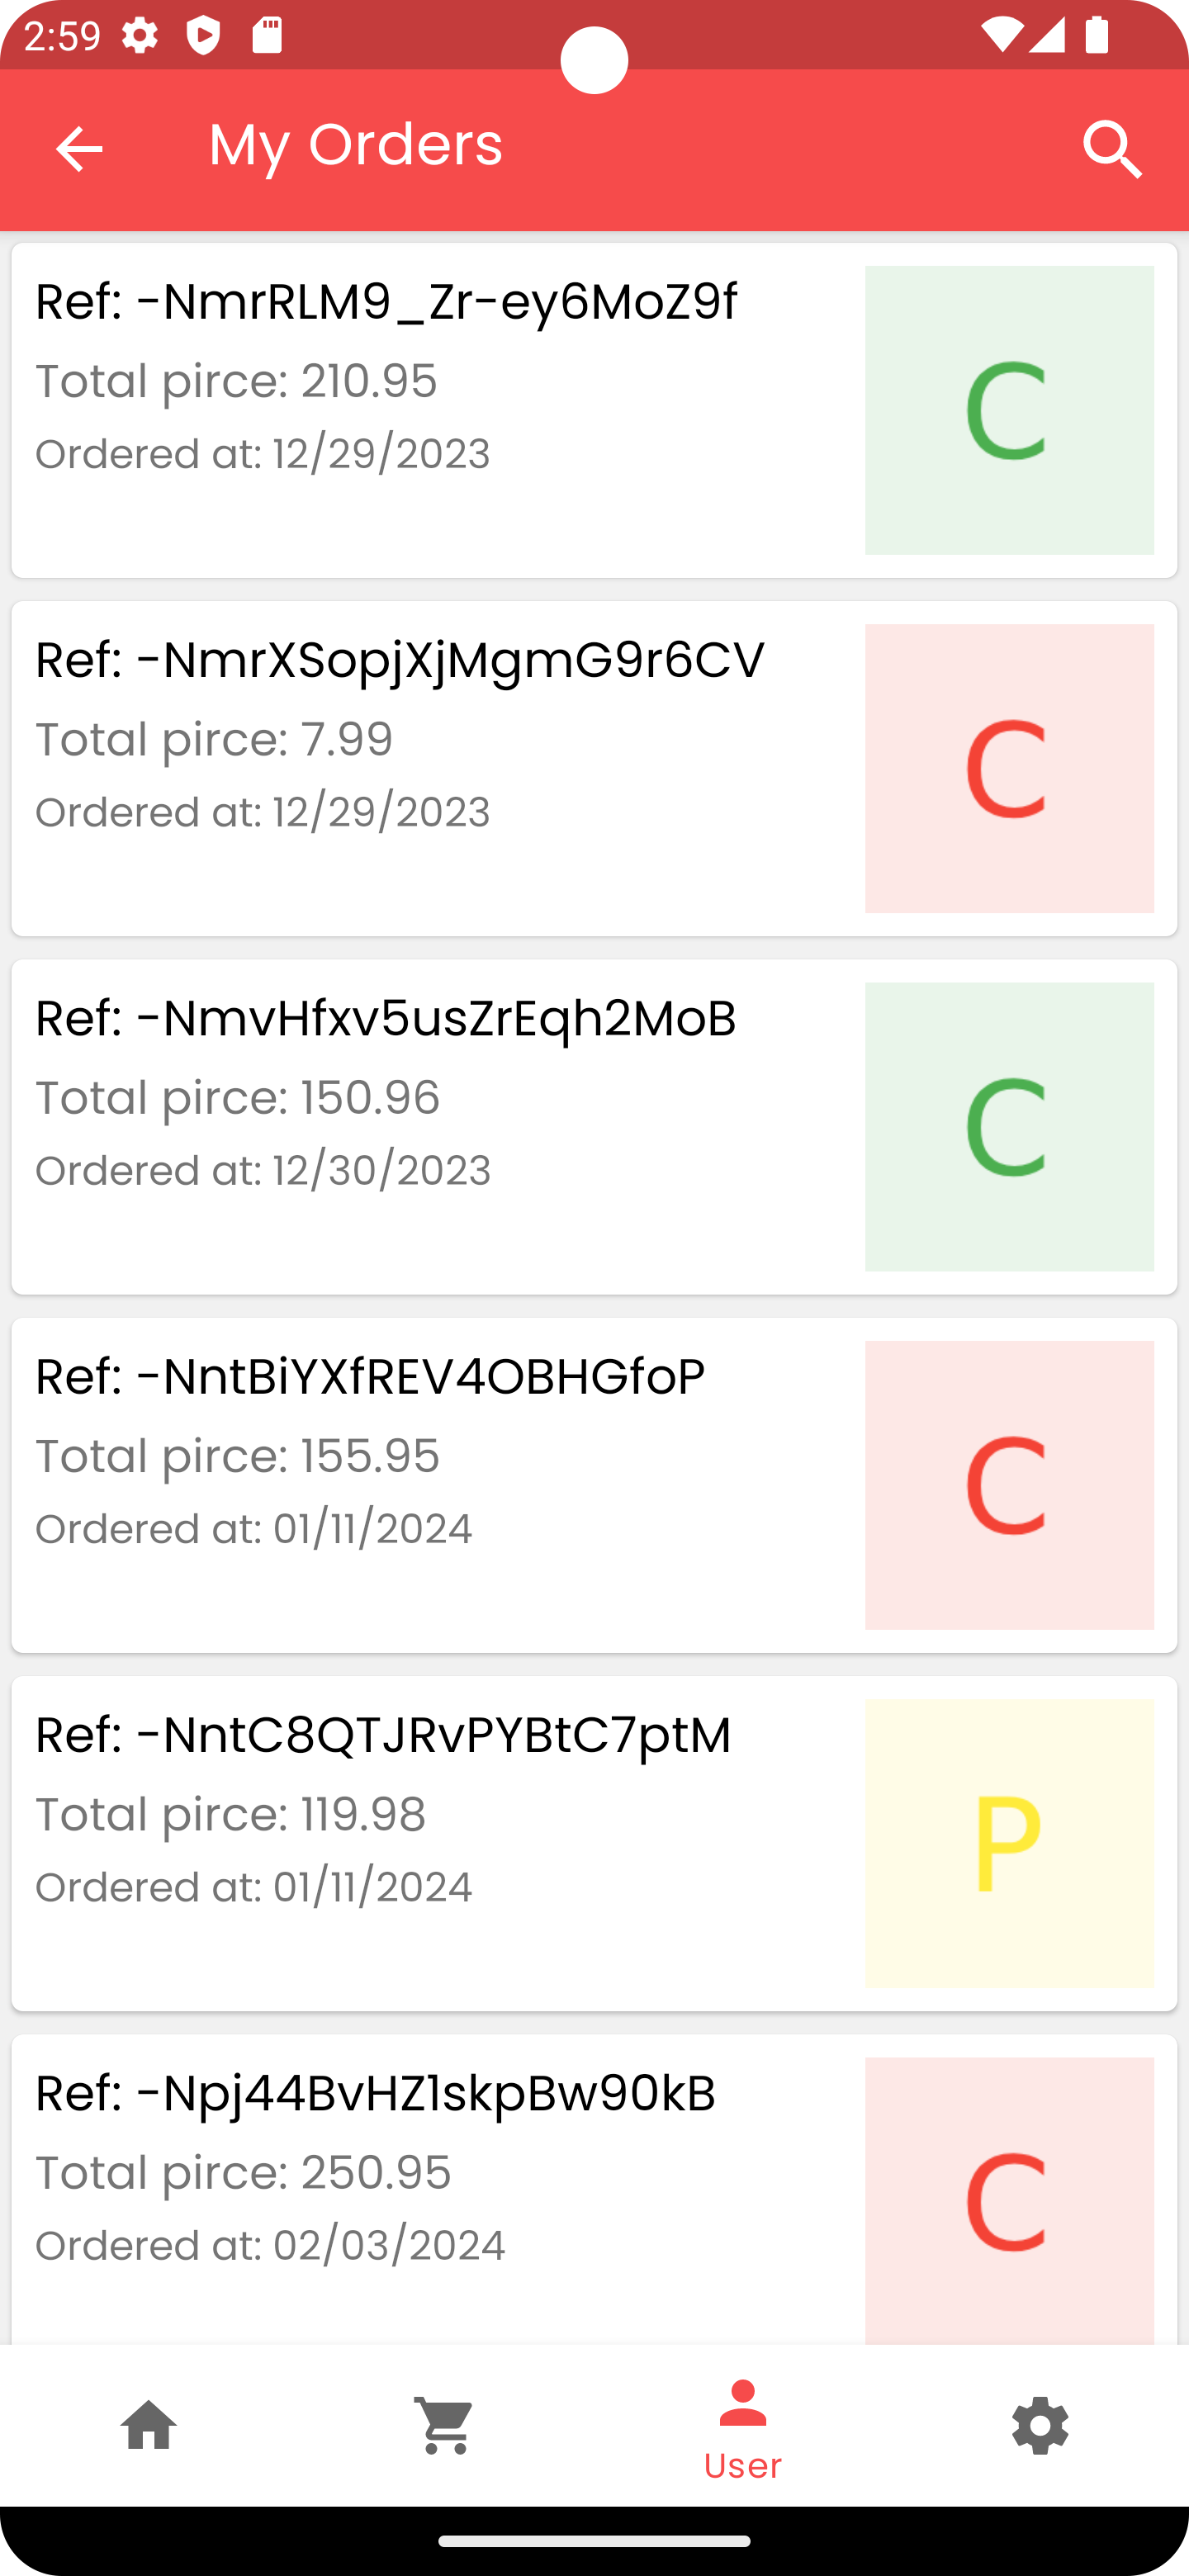 2:59
My Orders
Ref: -NmrRLM9_Zr-ey6MoZ9f
Total pirce: 210.95
Ordered at: 12/29/2023
C
Ref: -NmrXSopjXjMgmG9r6CV
Total pirce: 7.99
Ordered at: 12/29/2023
C
Ref: -NmvHfxv5usZrEqh2MoB
Total pirce: 150.96
Ordered at: 12/30/2023
C
Ref: -NntBiYXfREV4OBHGfoP
Total pirce: 155.95
Ordered at: 01/11/2024
C
Ref: -NntC8QTJRvPYBtC7ptM
Total pirce: 119.98
Ordered at: 01/11/2024
P
Ref: -Npj44BvHZ1skpBw90kB
Total pirce: 250.95
Ordered at: 02/03/2024
C
User